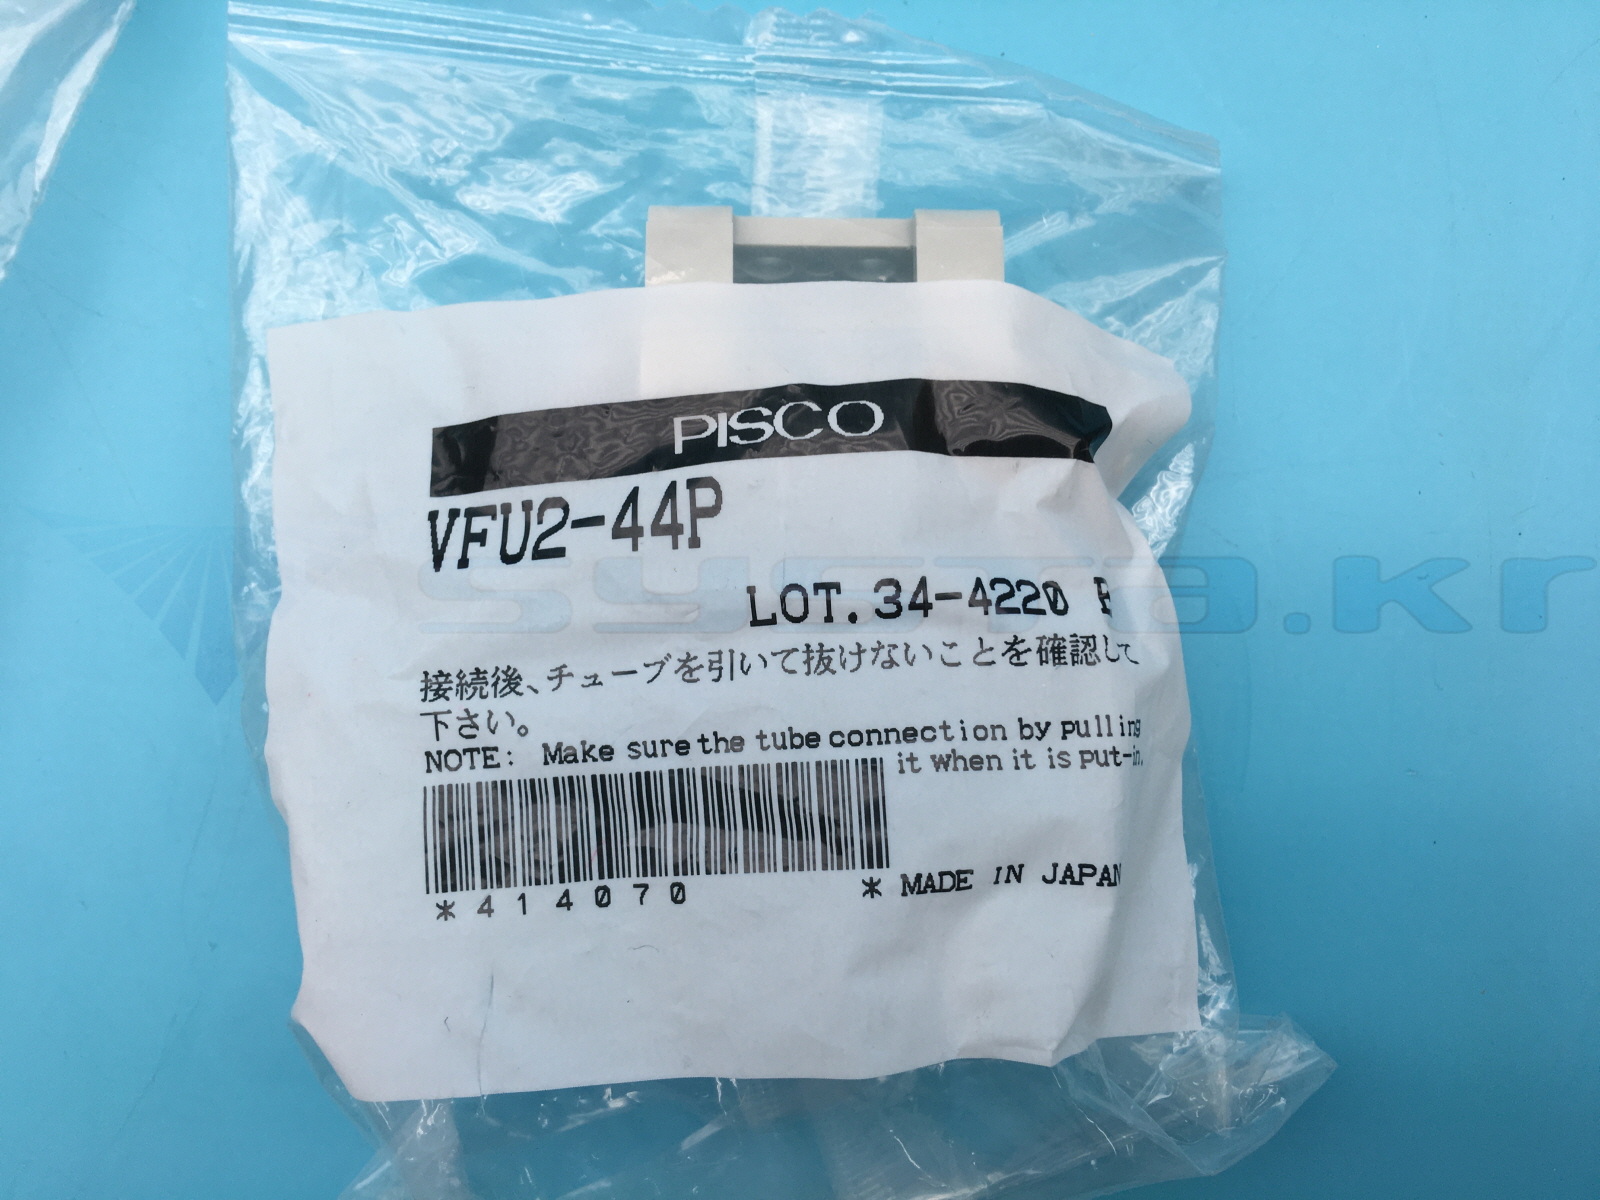 PISCO
VFU2-44P
LOT.34-4220
接続後、チューブを引いて抜けないことを確認して
下さい。
NOTE: Make sure the tube connection by pulling
it when it is put-in.
*414070 *
MADE IN JAPAN
systa.kr